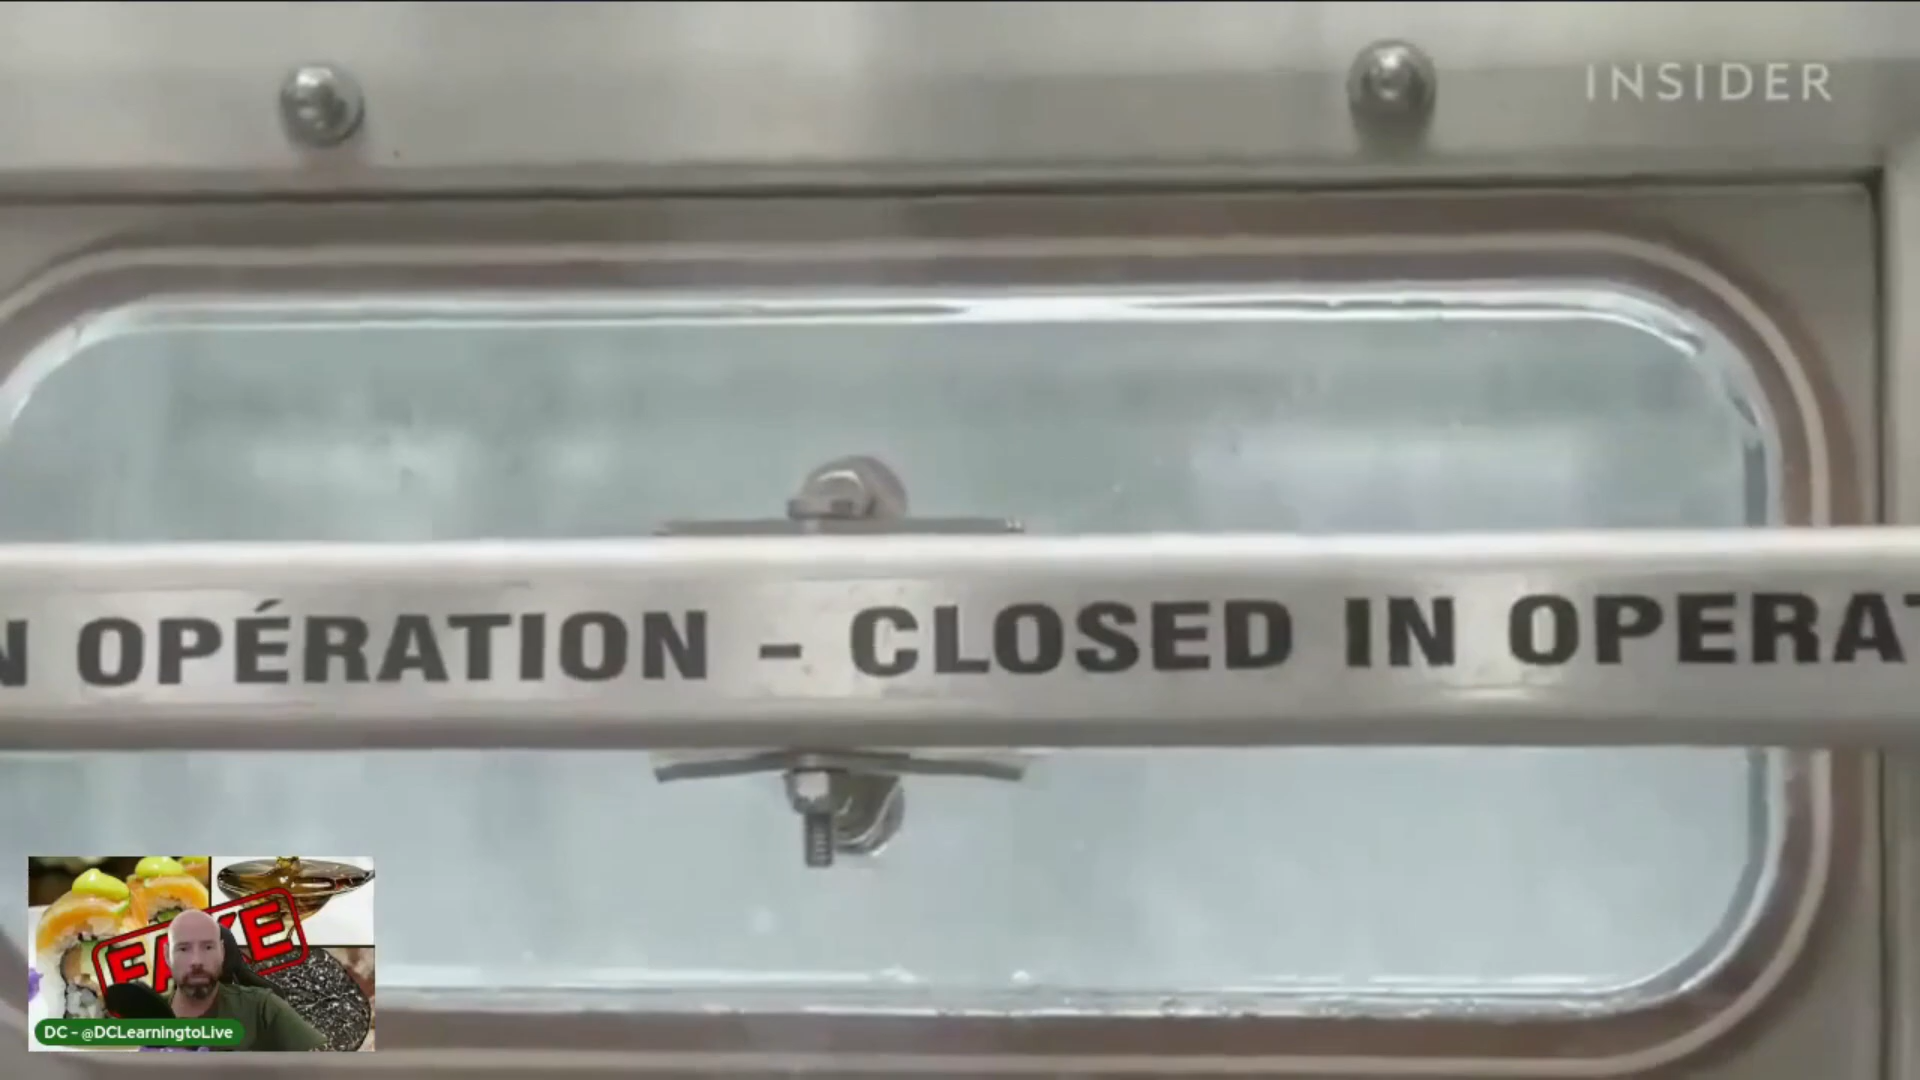 INSIDER
N OPÉRATION - CLOSED IN OPERAT
FAKE
DC - @DCLearningtoLive